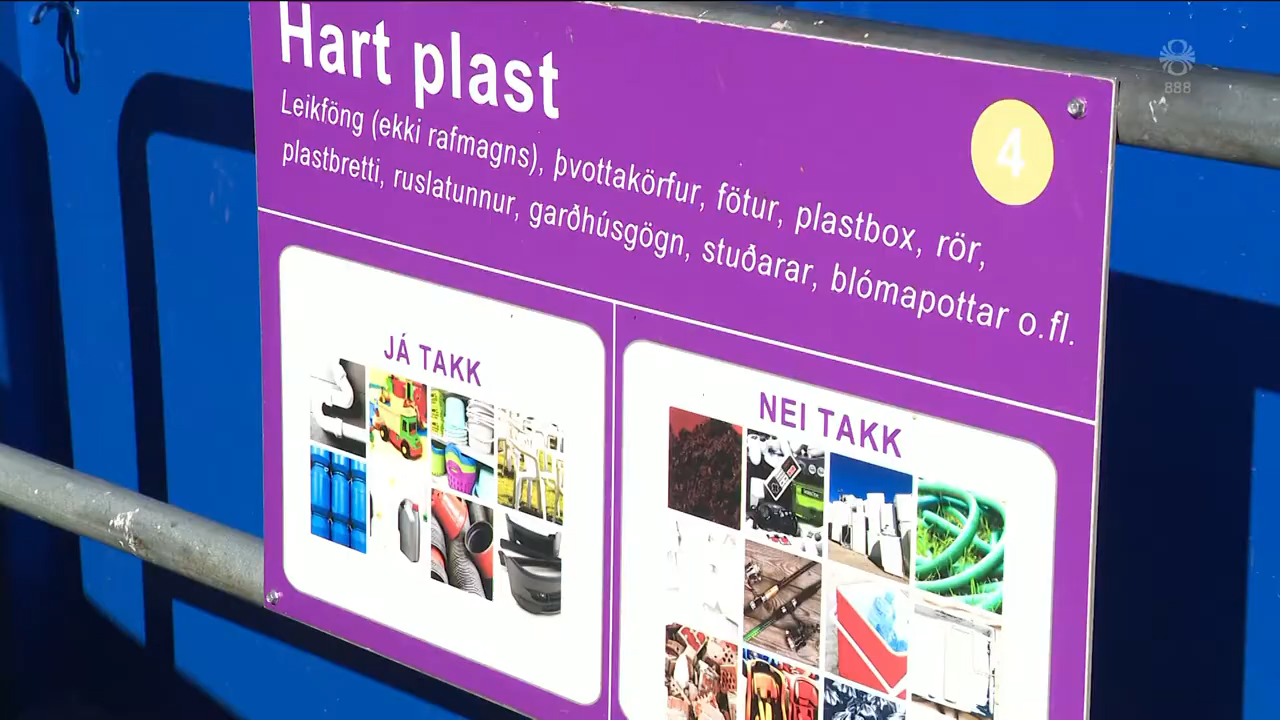 Hart plast
4
Leikföng (ekki rafmagns), þvottakörfur, fötur, plastbox, rör,
plastbretti, ruslatunnur, garðhúsgögn, stuðarar, blómapottar o.fl.
JÁ TAKK
NEI TAKK
888